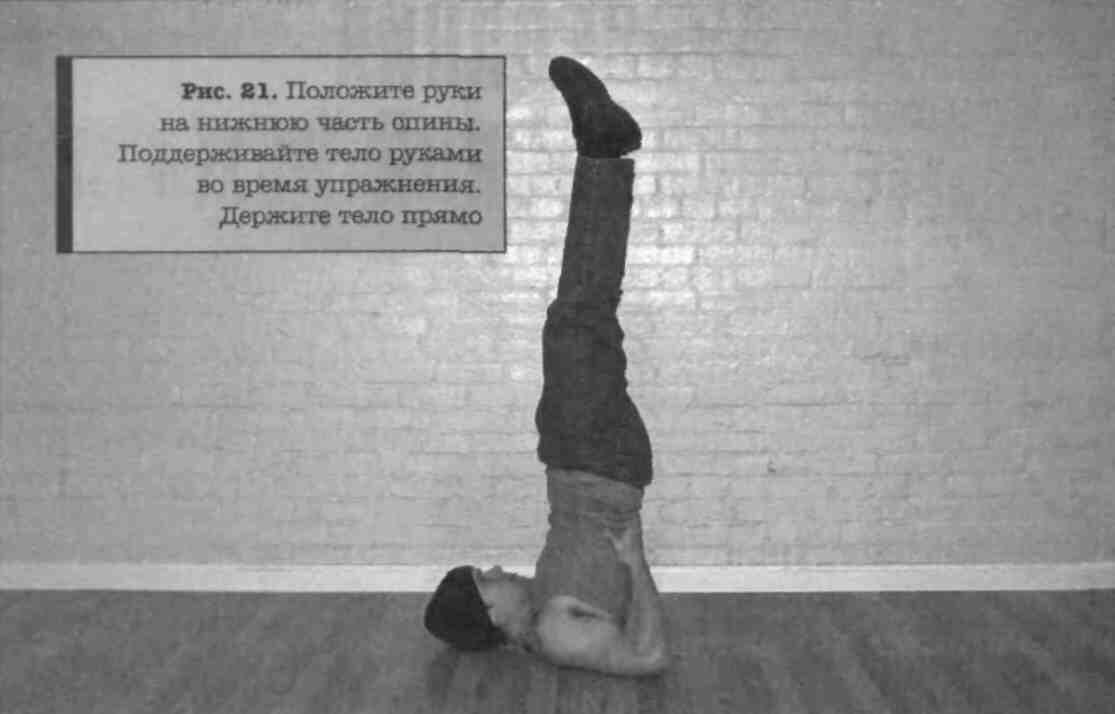 Рис. 21. Положите руки
на нижнюю часть спины.
Поддерживайте тело руками
во время упражнения.
Держите тело прямо